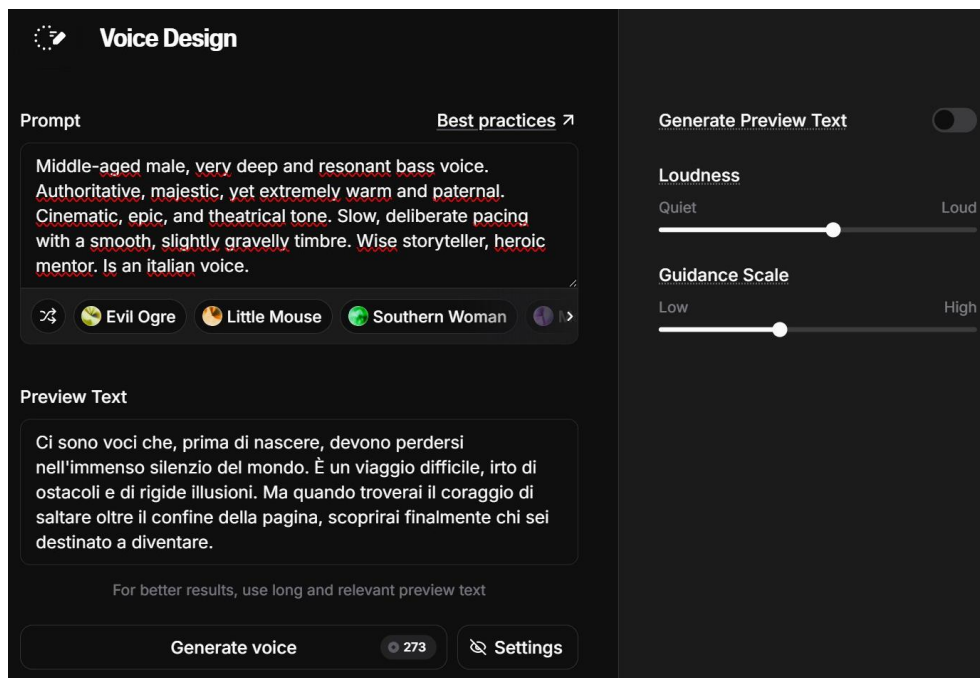 Voice Design
Prompt
Best practices ↗
Middle-aged male, very deep and resonant bass voice.
Authoritative, majestic, yet extremely warm and paternal.
Cinematic, epic, and theatrical tone. Slow, deliberate pacing
with a smooth, slightly gravelly timbre. Wise storyteller, heroic
mentor. Is an italian voice.
Evil Ogre
Little Mouse
Southern Woman
Preview Text
Ci sono voci che, prima di nascere, devono perdersi
nell'immenso silenzio del mondo. È un viaggio difficile, irto di
ostacoli e di rigide illusioni. Ma quando troverai il coraggio di
saltare oltre il confine della pagina, scoprirai finalmente chi sei
destinato a diventare.
For better results, use long and relevant preview text
Generate voice
273
Settings
Generate Preview Text
Loudness
Quiet
Loud
Guidance Scale
Low
High